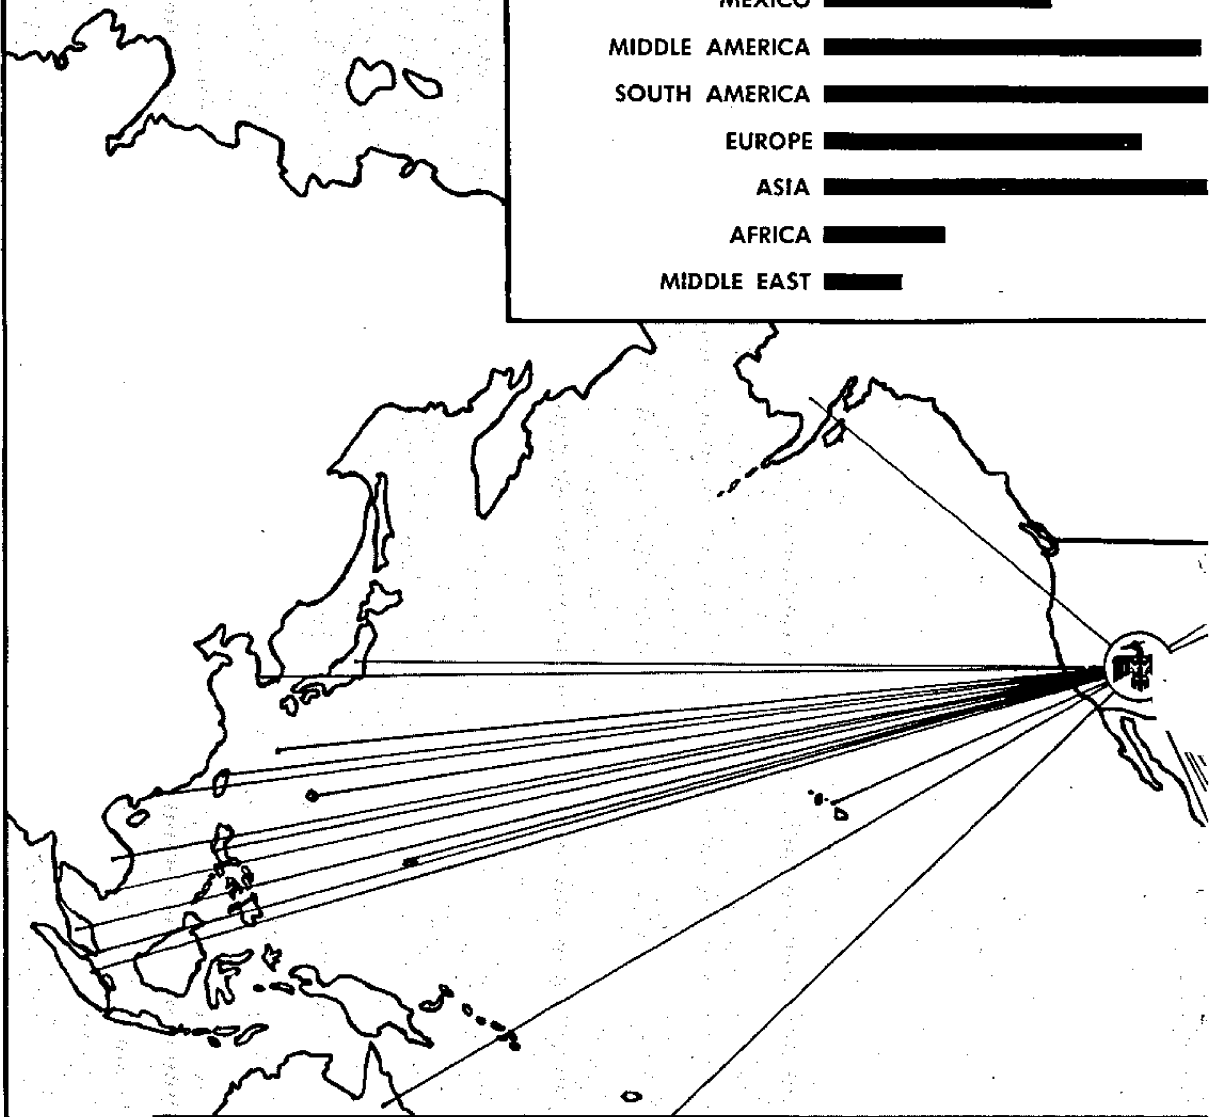 MEXICO
MIDDLE AMERICA
SOUTH AMERICA
EUROPE
ASIA
AFRICA
MIDDLE EAST